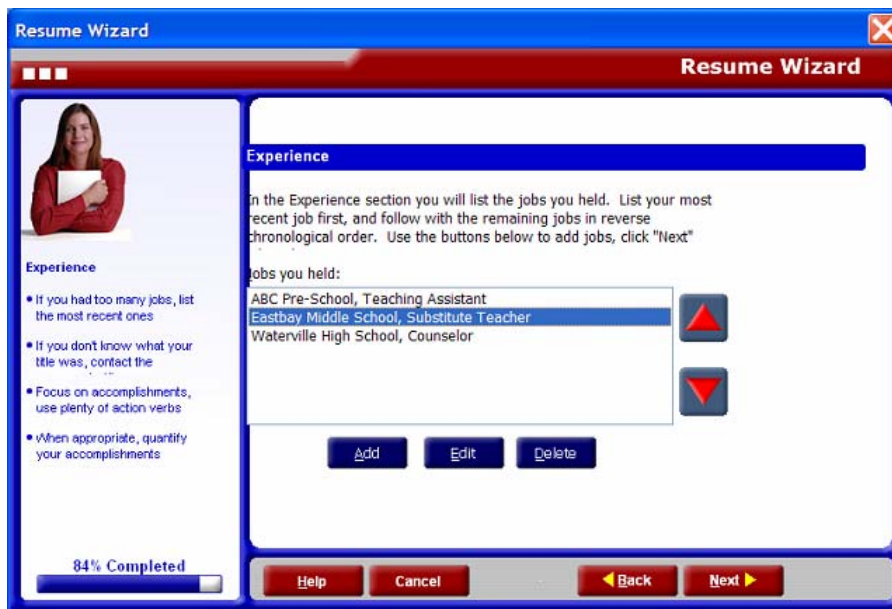 Resume Wizard
Resume Wizard
Experience
In the Experience section you will list the jobs you held. List your most
recent job first, and follow with the remaining jobs in reverse
chronological order. Use the buttons below to add jobs, click "Next"
Jobs you held:
ABC Pre-School, Teaching Assistant
Eastbay Middle School, Substitute Teacher
Waterville High School, Counselor
Add
Edit
Delete
Experience
• If you had too many jobs, list
the most recent ones
• If you don't know what your
title was, contact the
• Focus on accomplishments,
use plenty of action verbs
• When appropriate, quantify
your accomplishments
84% Completed
Help
Cancel
Back
Next